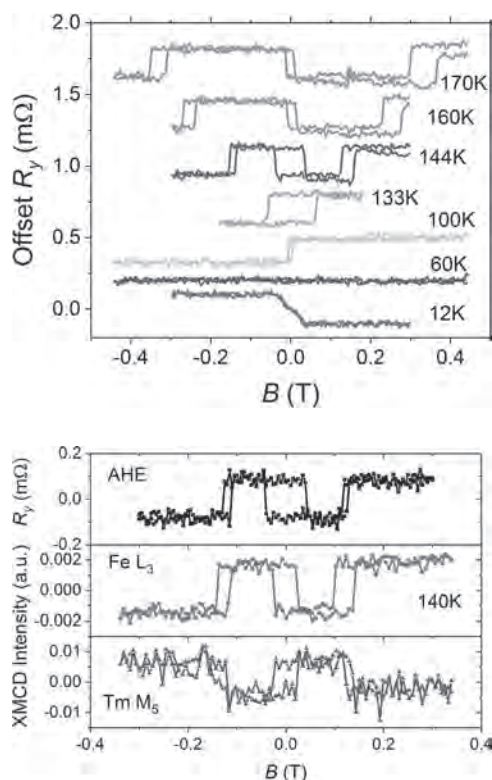 2.0
1.5
1.0
0.5
0.0
Offset Ry (mΩ)
170K
160K
144K
133K
100K
60K
12K
-0.4 -0.2 0.0 0.2 0.4
B (T)
0.2
0.0
-0.2
Ry (mΩ)
AHE
0.002
0.000
-0.002
Fe L3
140K
XMCD Intensity (a.u.)
0.01
0.00
-0.01
Tm M5
-0.4 -0.2 0.0 0.2 0.4
B (T)